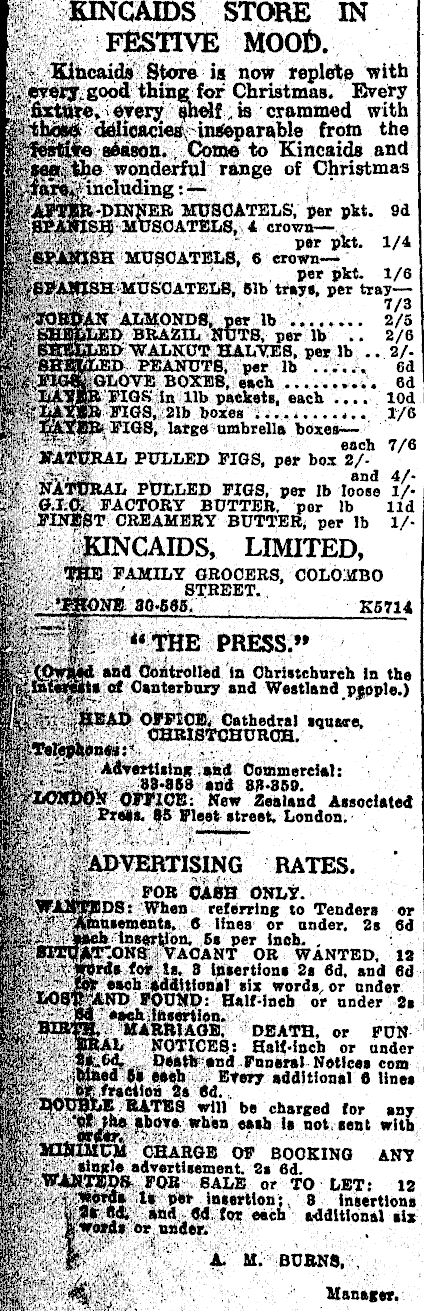 KINCAIDS STORE IN
FESTIVE MOOD.
Kincaids Store is now replete with
every good thing for Christmas. Every
fixture, every shelf is crammed with
those delicacies inseparable from the
festive season. Come to Kincaids and
see the wonderful range of Christmas
fare, including:—
AFTER-DINNER MUSCATELS, per pkt. 9d
SPANISH MUSCATELS, 4 crown—
per pkt. 1/4
SPANISH MUSCATELS, 6 crown—
per pkt. 1/6
SPANISH MUSCATELS, 5lb trays, per tray—
7/3
JORDAN ALMONDS, per lb ........ 2/5
SHELLED BRAZIL NUTS, per lb .. 2/6
SHELLED WALNUT HALVES, per lb .. 2/-
SHELLED PEANUTS, per lb ...... 6d
FIGS, GLOVE BOXES, each .......... 6d
LAYER FIGS in 1lb packets, each .... 10d
LAYER FIGS, 2lb boxes ............ 1/6
LAYER FIGS, large umbrella boxes—
each 7/6
NATURAL PULLED FIGS, per box 2/-
and 4/-
NATURAL PULLED FIGS, per lb loose 1/-
G.I.C. FACTORY BUTTER, per lb 11d
FINEST CREAMERY BUTTER, per lb 1/-
KINCAIDS, LIMITED,
THE FAMILY GROCERS, COLOMBO
STREET.
'PHONE 30-565. K5714
"THE PRESS."
(Owned and Controlled in Christchurch in the
interests of Canterbury and Westland people.)
HEAD OFFICE, Cathedral square,
CHRISTCHURCH.
Telephones:
Advertising and Commercial:
33-358 and 33-359.
LONDON OFFICE: New Zealand Associated
Press, 85 Fleet street, London.
ADVERTISING RATES.
FOR CASH ONLY.
WANTEDS: When referring to Tenders or
Amusements, 6 lines or under, 2s 6d
each insertion, 5s per inch.
SITUATIONS VACANT OR WANTED, 12
words for 1s, 3 insertions 2s 6d, and 6d
for each additional six words or under
LOST AND FOUND: Half-inch or under 2s
6d each insertion.
BIRTH, MARRIAGE, DEATH, or FUN
ERAL NOTICES: Half-inch or under
2s 6d. Death and Funeral Notices com
bined 5s each Every additional 6 lines
or fraction 2s 6d.
DOUBLE RATES will be charged for any
of the above when cash is not sent with
order.
MINIMUM CHARGE OF BOOKING ANY
single advertisement, 2s 6d.
WANTEDS FOR SALE or TO LET: 12
words 1s per insertion; 3 insertions
2s 6d, and 6d for each additional six
words or under.
A. M. BURNS,
Manager.